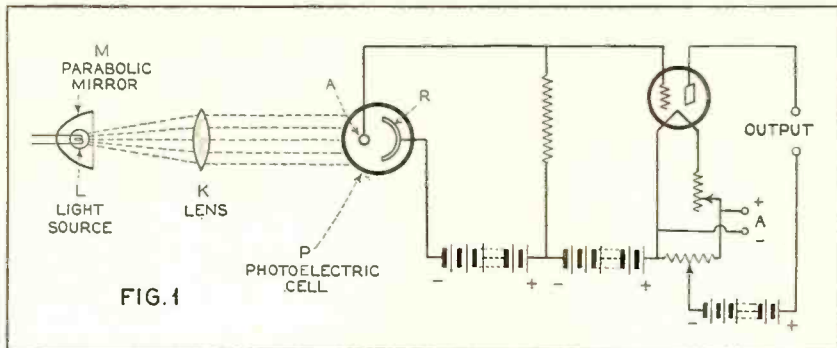 M
PARABOLIC
MIRROR
L
LIGHT
SOURCE
K
LENS
A
R
P
PHOTOELECTRIC
CELL
FIG.1
- +
- +
OUTPUT
+
A
-
- +